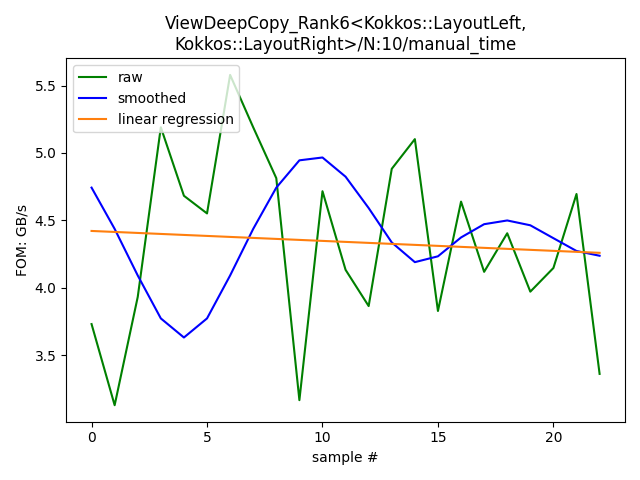 ViewDeepCopy_Rank6<Kokkos::LayoutLeft,
Kokkos::LayoutRight>/N:10/manual_time
raw
smoothed
linear regression
FOM: GB/s
5.5
5.0
4.5
4.0
3.5
0
5
10
15
20
sample #